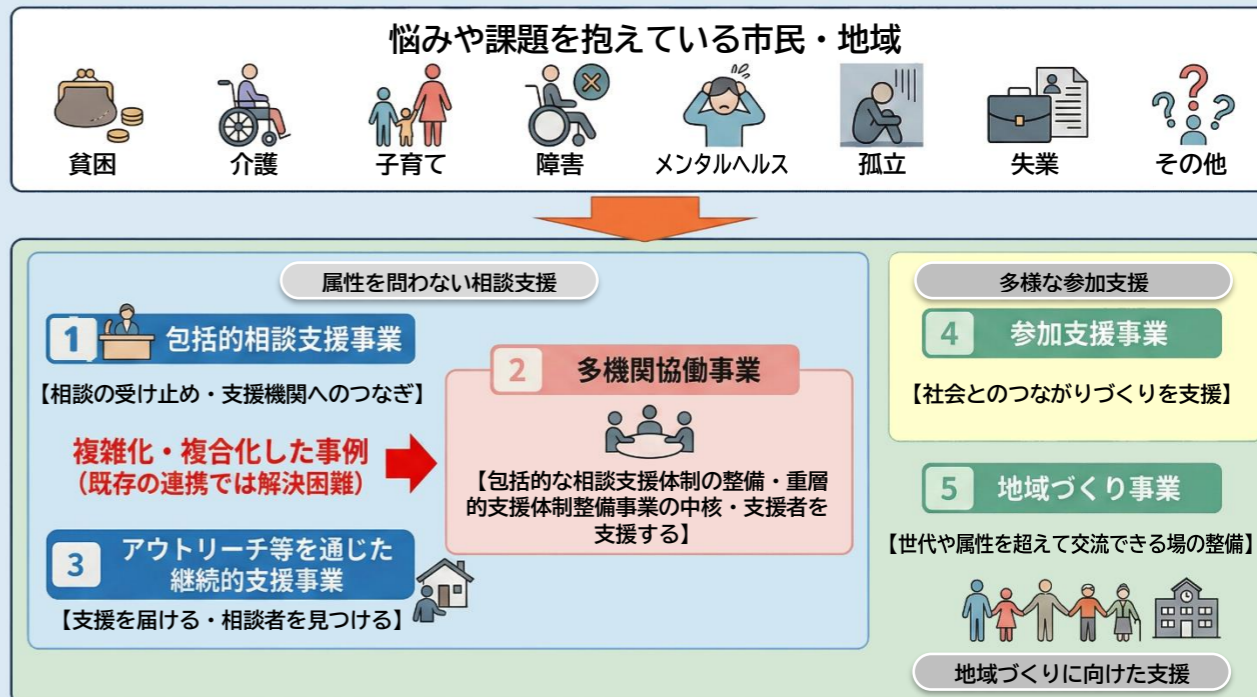 悩みや課題を抱えている市民・地域
貧困
介護
子育て
障害
メンタルヘルス
孤立
失業
その他
属性を問わない相談支援
1 包括的相談支援事業
【相談の受け止め・支援機関へのつなぎ】
複雑化・複合化した事例
(既存の連携では解決困難)
2 多機関協働事業
【包括的な相談支援体制の整備・重層
的支援体制整備事業の中核・支援者を
支援する】
3 アウトリーチ等を通じた
継続的支援事業
【支援を届ける・相談者を見つける】
多様な参加支援
4 参加支援事業
【社会とのつながりづくりを支援】
5 地域づくり事業
【世代や属性を超えて交流できる場の整備】
地域づくりに向けた支援